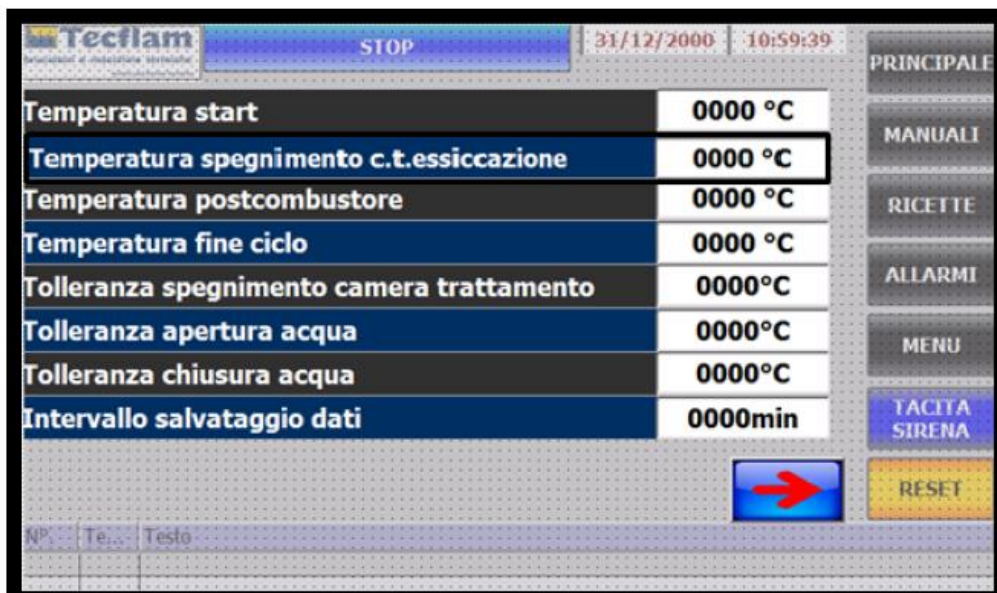 Tecflam
STOP
31/12/2000 10:59:39
PRINCIPALE
Temperatura start 0000 °C
MANUALI
Temperatura spegnimento c.t.essiccazione 0000 °C
Temperatura postcombustore 0000 °C
RICETTE
Temperatura fine ciclo 0000 °C
Tolleranza spegnimento camera trattamento 0000°C
ALLARMI
Tolleranza apertura acqua 0000°C
MENU
Tolleranza chiusura acqua 0000°C
Intervallo salvataggio dati 0000min
TACITA
SIRENA
RESET
N°. Te... Testo